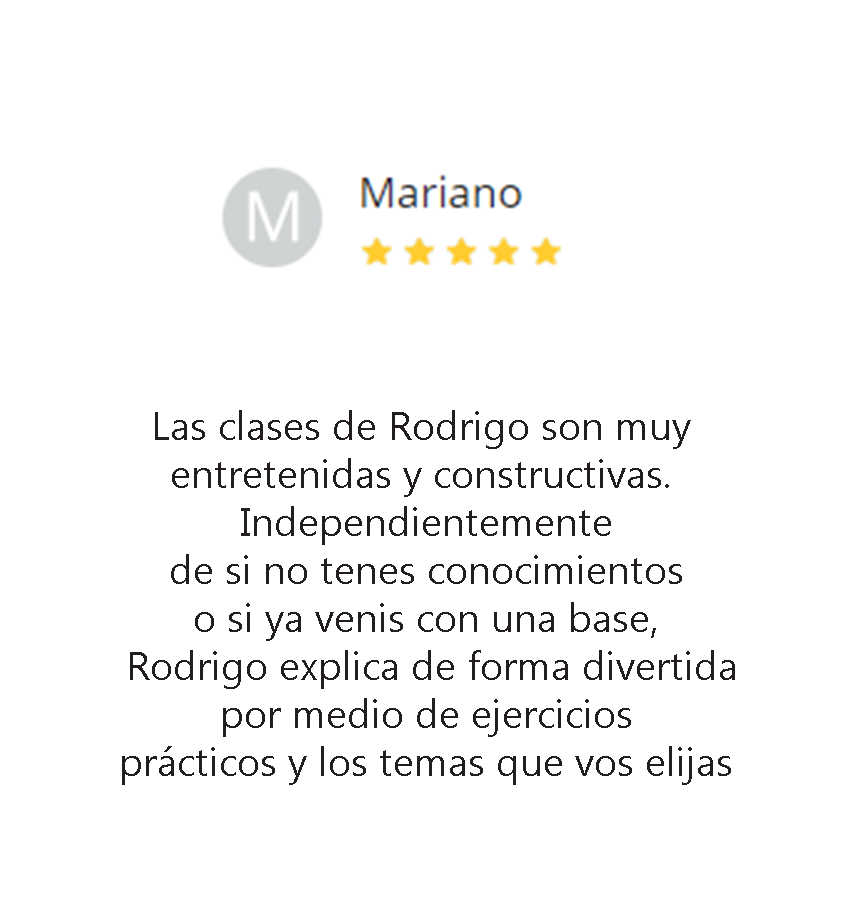 M
Mariano
Las clases de Rodrigo son muy
entretenidas y constructivas.
Independientemente
de si no tenes conocimientos
o si ya venis con una base,
Rodrigo explica de forma divertida
por medio de ejercicios
prácticos y los temas que vos elijas